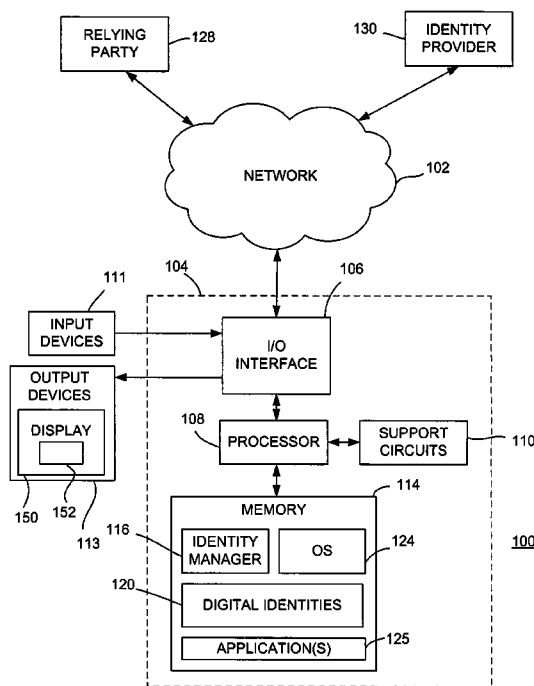 RELYING
PARTY
128
130
IDENTITY
PROVIDER
NETWORK
102
104
106
111
INPUT
DEVICES
I/O
INTERFACE
OUTPUT
DEVICES
DISPLAY
152
150
113
108
PROCESSOR
SUPPORT
CIRCUITS
110
MEMORY
114
116
IDENTITY
MANAGER
OS
124
100
120
DIGITAL IDENTITIES
APPLICATION(S)
125